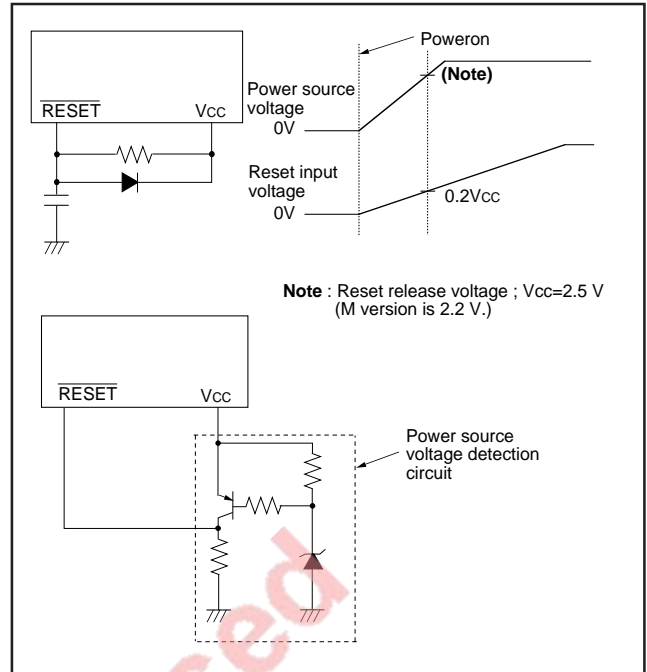 Poweron
(Note)
RESET
Vcc
Power source
voltage
0V
Reset input
voltage
0V
0.2Vcc
Note : Reset release voltage ; Vcc=2.5 V
(M version is 2.2 V.)
RESET
Vcc
Power source
voltage detection
circuit